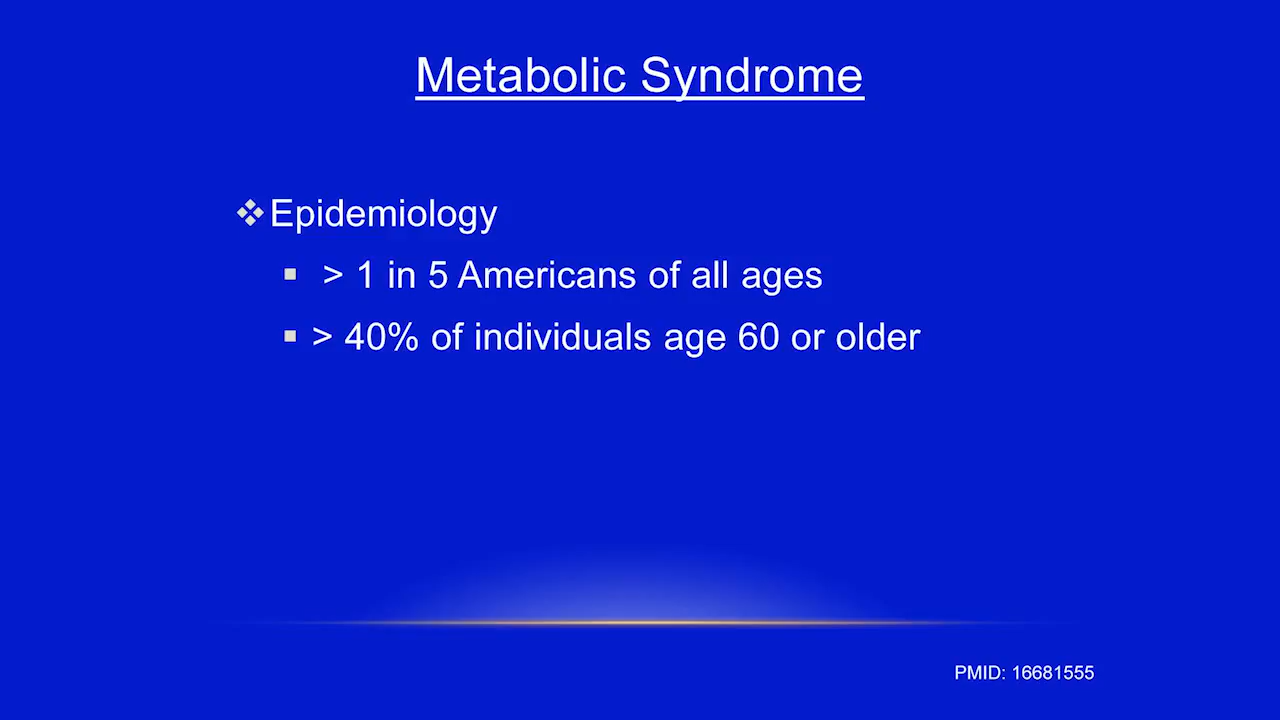 Metabolic Syndrome
❖ Epidemiology
▪ > 1 in 5 Americans of all ages
▪ > 40% of individuals age 60 or older
PMID: 16681555